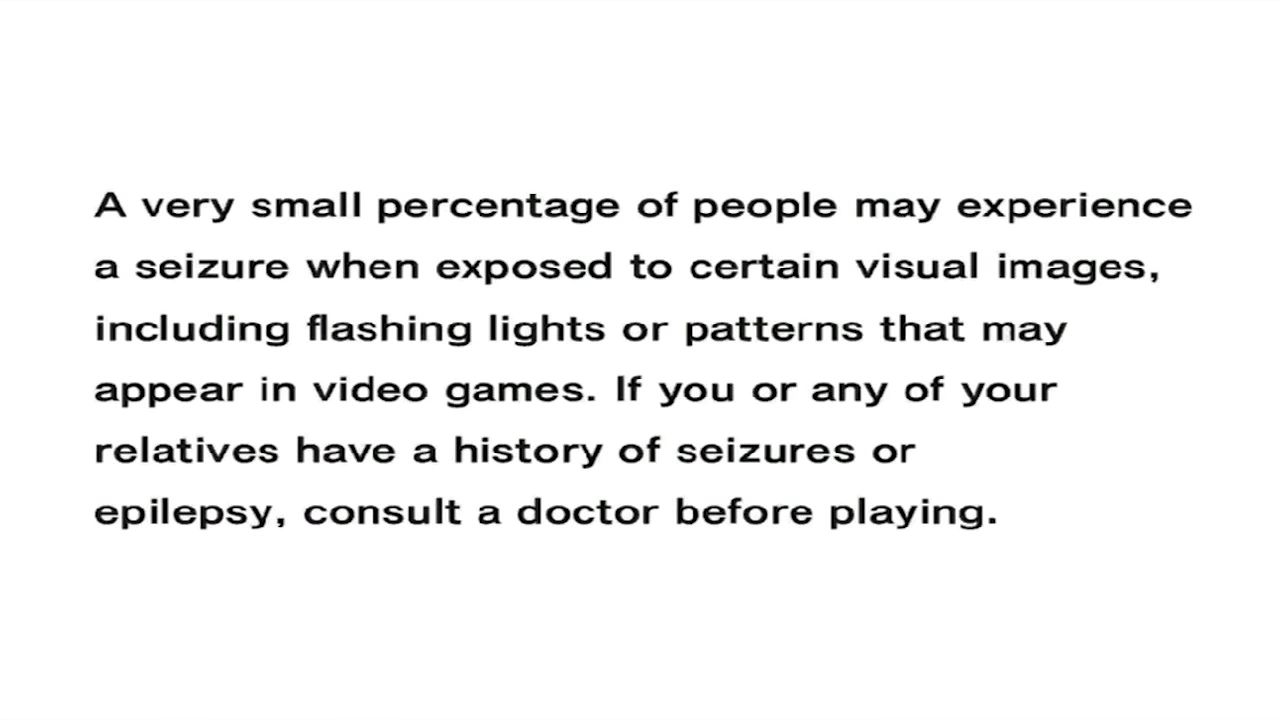 A very small percentage of people may experience
a seizure when exposed to certain visual images,
including flashing lights or patterns that may
appear in video games. If you or any of your
relatives have a history of seizures or
epilepsy, consult a doctor before playing.